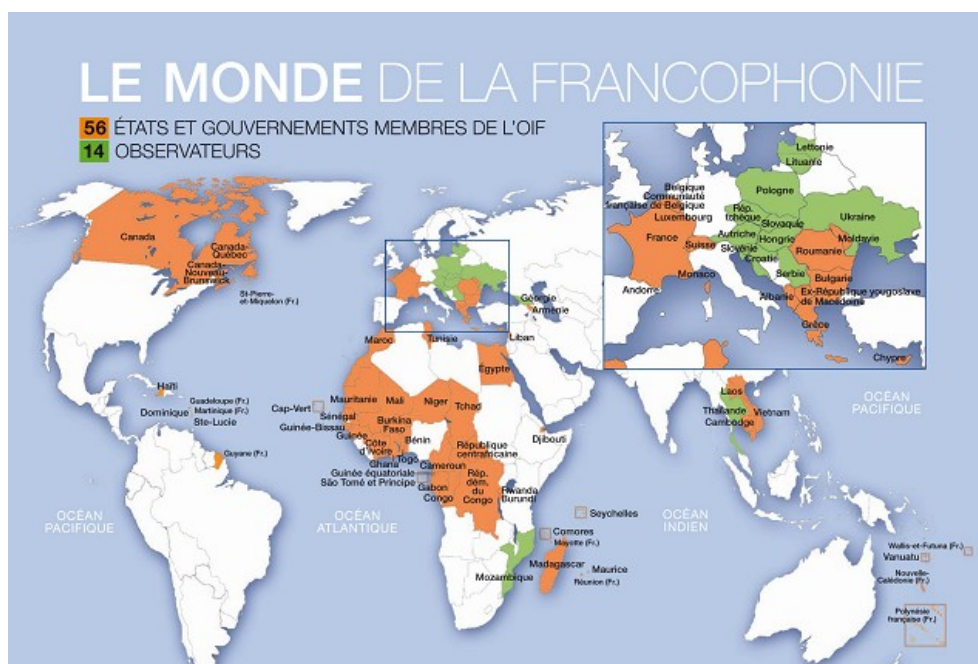 LE MONDE DE LA FRANCOPHONIE
56 ÉTATS ET GOUVERNEMENTS MEMBRES DE L'OIF
14 OBSERVATEURS
Lettonie
Lituanie
Belgique
Communauté
française de Belgique
Pologne
Luxembourg
Rép.
tchèque
Slovaquie
Ukraine
France
Suisse
Autriche
Hongrie
Moldavie
Slovénie
Croatie
Roumanie
Serbie
Monaco
Bulgarie
Andorre
Albanie
Ex-République yougoslave
de Macédoine
Grèce
Chypre
Canada
Canada-
Québec
Canada-
Nouveau-
Brunswick
St-Pierre-
et-Miquelon (Fr.)
Géorgie
Arménie
Maroc
Tunisie
Liban
Égypte
Haïti
Guadeloupe (Fr.)
Dominique
Martinique (Fr.)
Ste-Lucie
Guyane (Fr.)
Cap-Vert
Mauritanie
Mali
Niger
Tchad
Sénégal
Guinée-Bissau
Burkina
Faso
Guinée
Côte
d'Ivoire
Bénin
Togo
Ghana
République
centrafricaine
Djibouti
Cameroun
Guinée équatoriale
São Tomé et Principe
Gabon
Congo
Rép.
dém.
du
Congo
Rwanda
Burundi
Seychelles
Comores
Mayotte (Fr.)
Madagascar
Maurice
Réunion (Fr.)
Mozambique
Laos
Thaïlande
Vietnam
Cambodge
OCÉAN
PACIFIQUE
OCÉAN
ATLANTIQUE
OCÉAN
INDIEN
OCÉAN
PACIFIQUE
Wallis-et-Futuna (Fr.)
Vanuatu
Nouvelle-
Calédonie (Fr.)
Polynésie
française (Fr.)